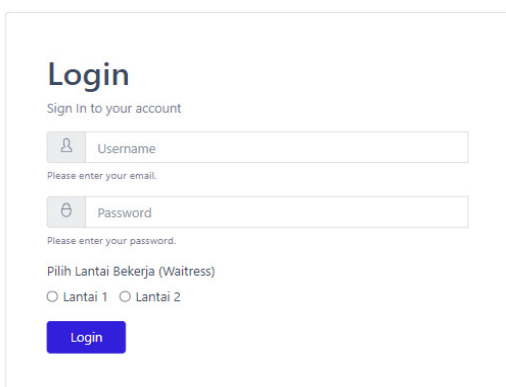 Login
Sign In to your account
Username
Please enter your email.
Password
Please enter your password.
Pilih Lantai Bekerja (Waitress)
Lantai 1 Lantai 2
Login